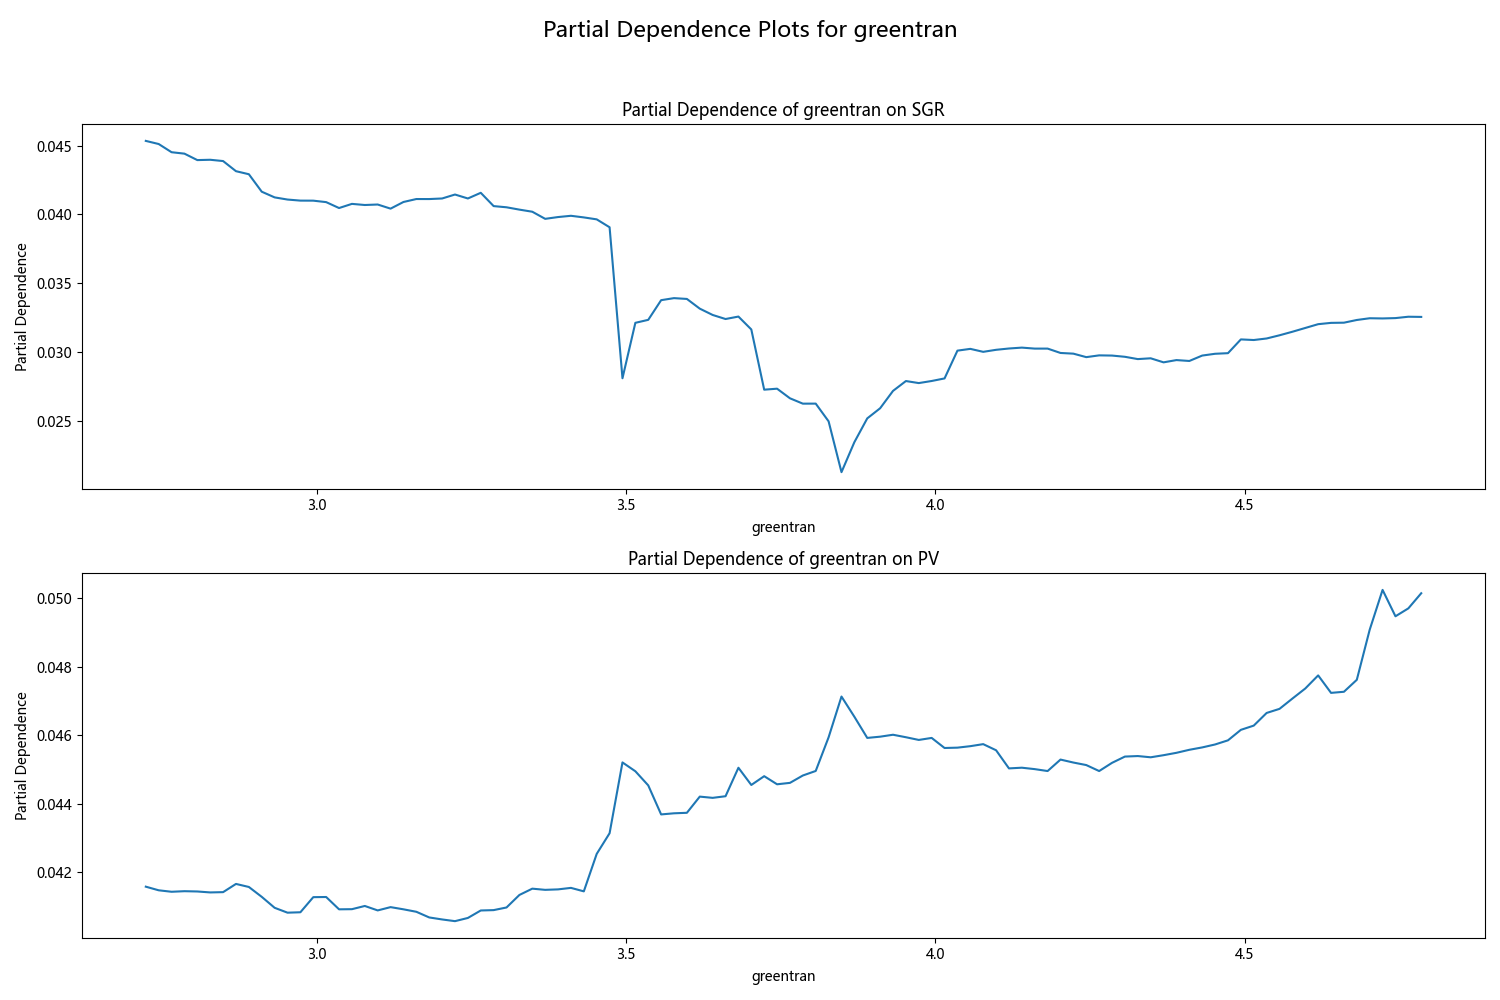 Partial Dependence Plots for greentran
Partial Dependence of greentran on SGR
0.045
0.040
0.035
0.030
0.025
Partial Dependence
3.0
3.5
4.0
4.5
greentran
Partial Dependence of greentran on PV
0.050
0.048
0.046
0.044
0.042
Partial Dependence
3.0
3.5
4.0
4.5
greentran